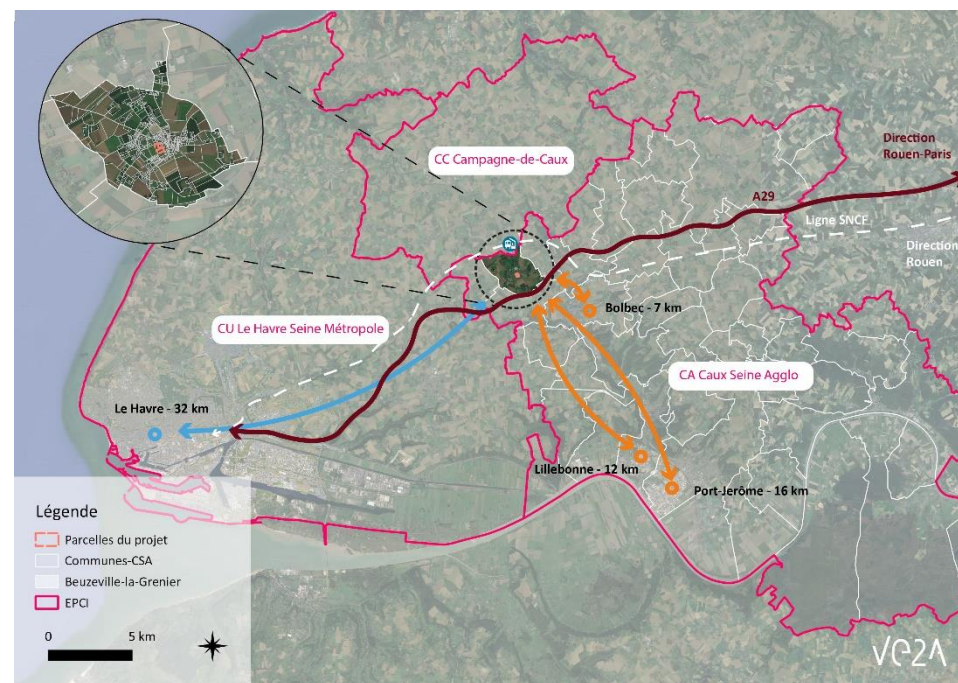 CC Campagne-de-Caux
Direction
Rouen-Paris
A29
Ligne SNCF
Direction
Rouen
Bolbec - 7 km
CU Le Havre Seine Métropole
CA Caux Seine Agglo
Le Havre - 32 km
Lillebonne - 12 km
Port-Jerôme - 16 km
Légende
Parcelles du projet
Communes-CSA
Beuzeville-la-Grenier
EPCI
0 5 km
ve2a